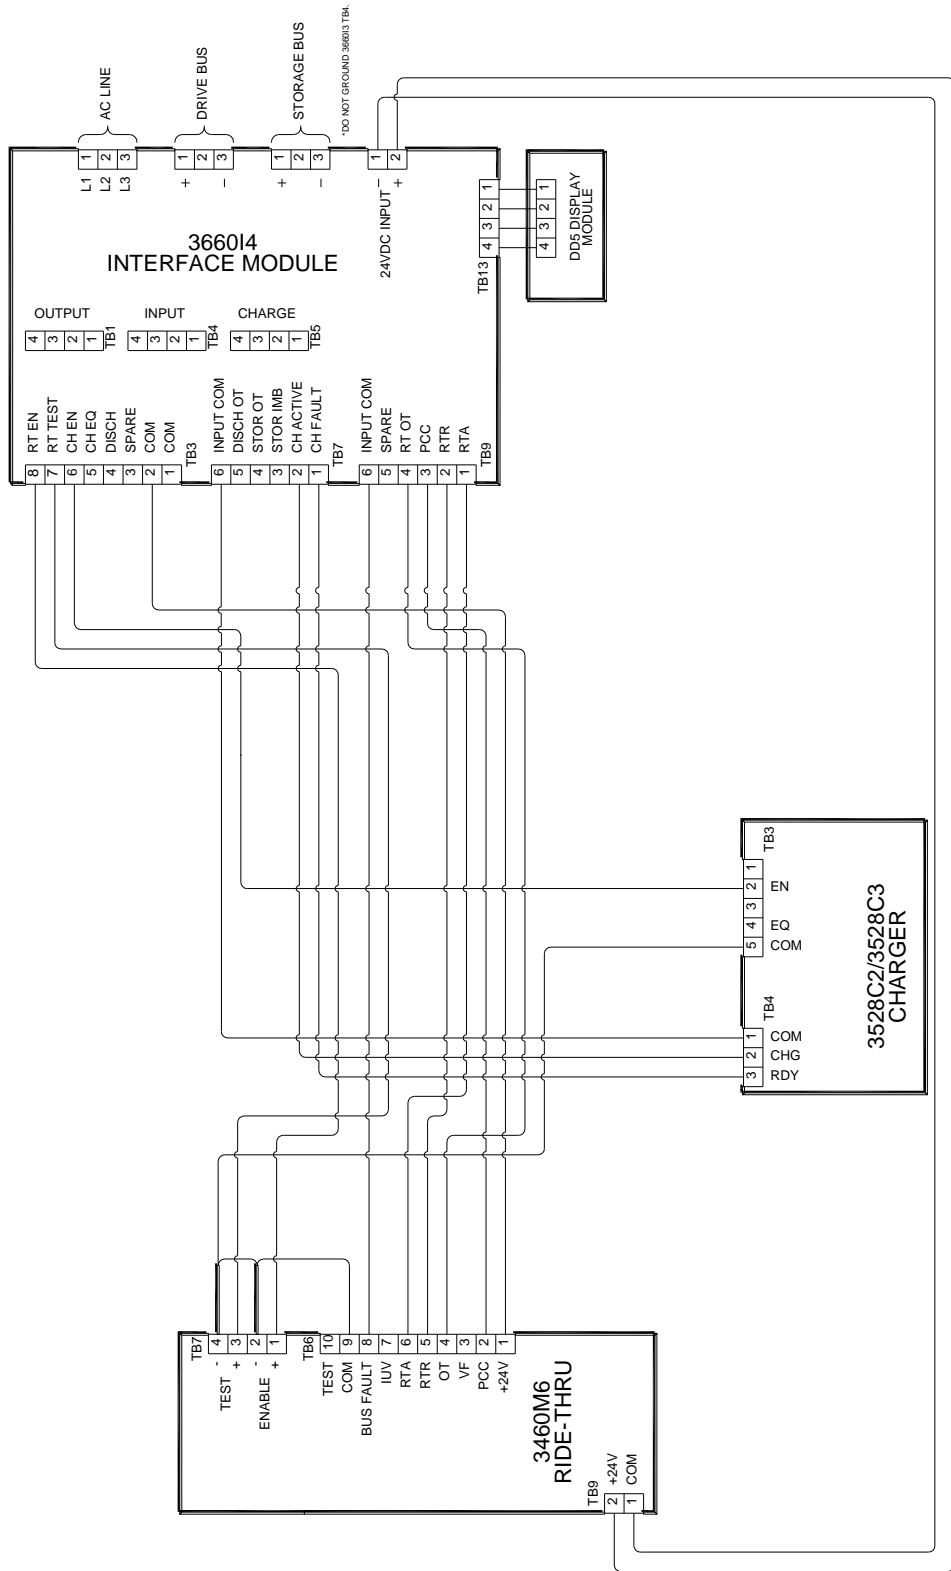 *DO NOT GROUND 3660I3 TB4.
AC LINE
DRIVE BUS
STORAGE BUS
1
2
3
1
2
3
1
2
3
1
2
L1
L2
L3
+
−
+
−
−
+
24VDC INPUT
3660I4
INTERFACE MODULE
TB13
4
3
2
1
4
3
2
1
DD5 DISPLAY
MODULE
OUTPUT
4
3
2
1
TB1
INPUT
4
3
2
1
TB4
CHARGE
4
3
2
1
TB5
8 RT EN
7 RT TEST
6 CH EN
5 CH EQ
4 DISCH
3 SPARE
2 COM
1 COM
TB3
6 INPUT COM
5 DISCH OT
4 STOR OT
3 STOR IMB
2 CH ACTIVE
1 CH FAULT
TB7
6 INPUT COM
5 SPARE
4 RT OT
3 PCC
2 RTR
1 RTA
TB9
TB3
1
2 EN
3
4 EQ
5 COM
TB4
1 COM
2 CHG
3 RDY
3528C2/3528C3
CHARGER
TB7
4 -
3 +
TEST
2 -
1 +
ENABLE
TB6
10 TEST
9 COM
8 BUS FAULT
7 IUV
6 RTA
5 RTR
4 OT
3 VF
2 PCC
1 +24V
3460M6
RIDE-THRU
TB9
2 +24V
1 COM